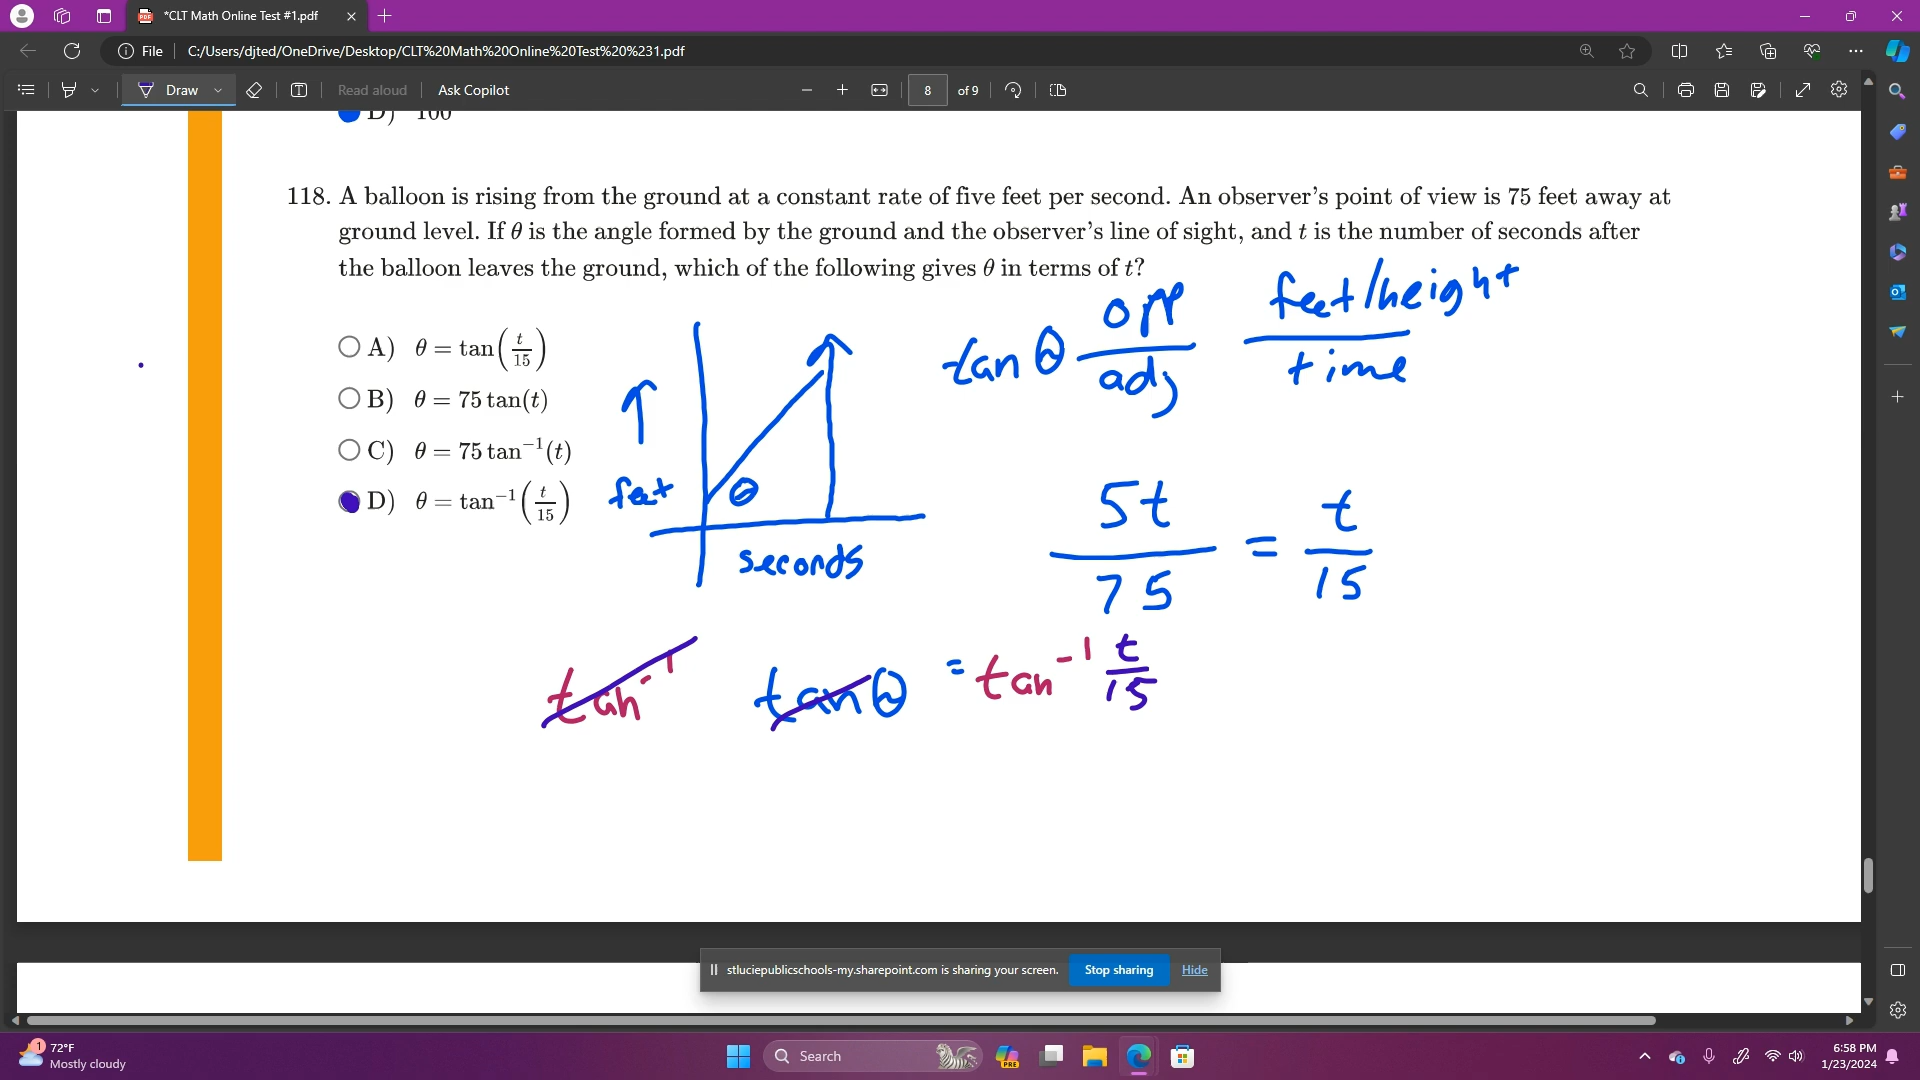 *CLT Math Online Test #1.pdf
File C:/Users/djted/OneDrive/Desktop/CLT%20Math%20Online%20Test%20%231.pdf
Draw Read aloud Ask Copilot 8 of 9
D) 100
118. A balloon is rising from the ground at a constant rate of five feet per second. An observer's point of view is 75 feet away at
ground level. If θ is the angle formed by the ground and the observer's line of sight, and t is the number of seconds after
the balloon leaves the ground, which of the following gives θ in terms of t?
A) θ = tan(t/15)
B) θ = 75 tan(t)
C) θ = 75 tan⁻¹(t)
D) θ = tan⁻¹(t/15)
feet
θ
seconds
tan θ opp/adj feet/height/time
5t/75 = t/15
tan⁻¹ tanθ = tan⁻¹ t/15
stluciepublicschools-my.sharepoint.com is sharing your screen. Stop sharing Hide
1 72°F
Mostly cloudy
Search
PRE
6:58 PM
1/23/2024